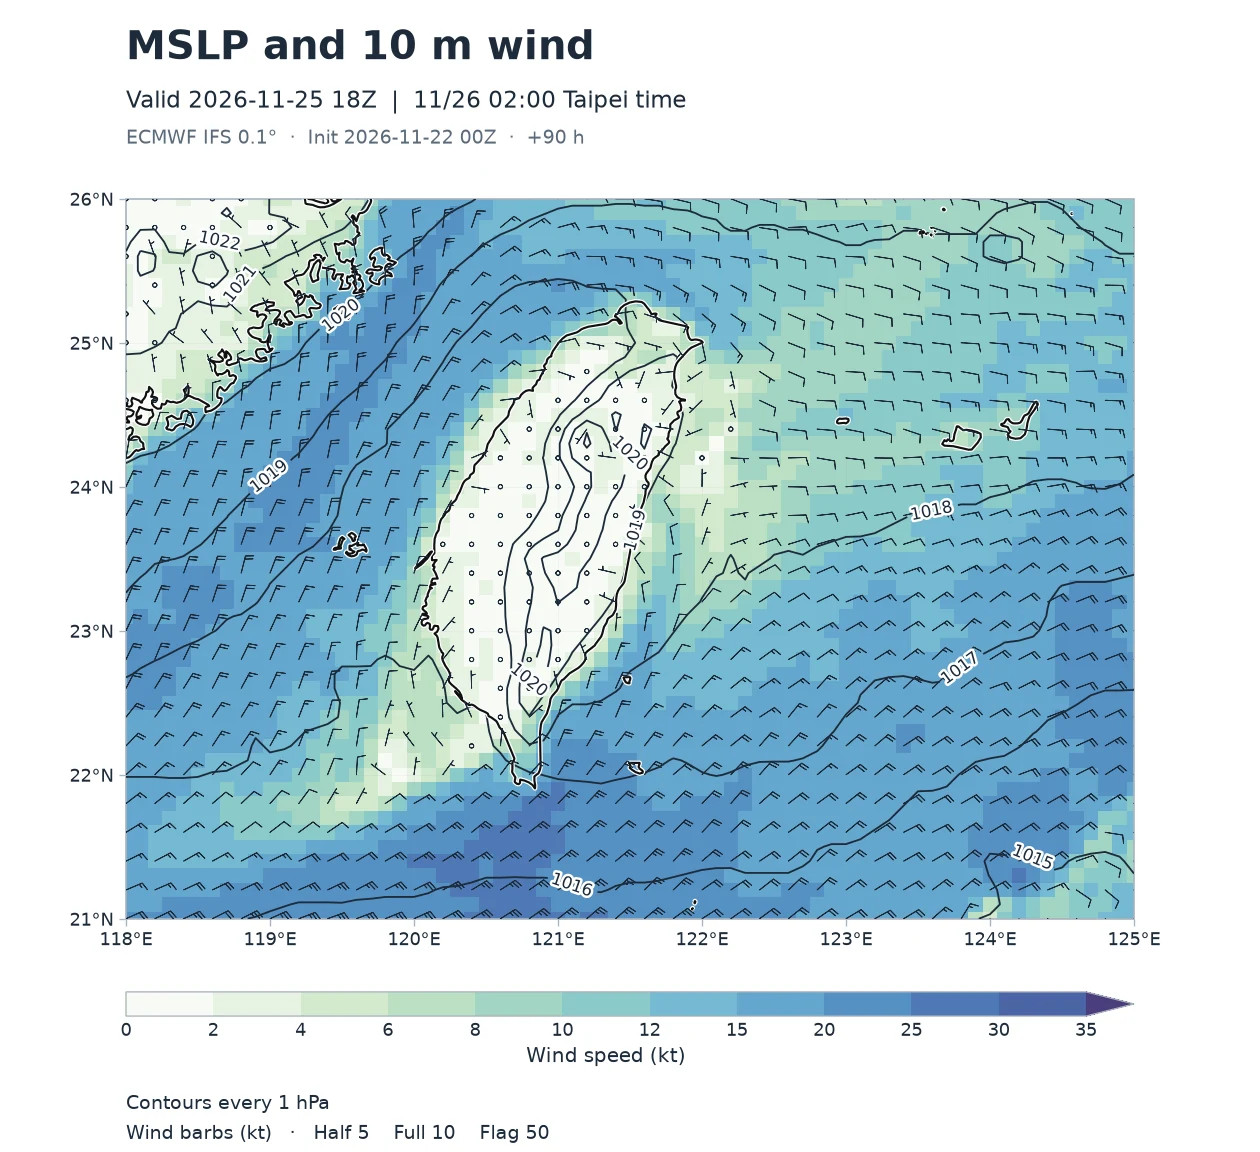 MSLP and 10 m wind
Valid 2026-11-25 18Z | 11/26 02:00 Taipei time
ECMWF IFS 0.1° · Init 2026-11-22 00Z · +90 h
26°N
1022
1021
1020
25°N
1020
1019
24°N
1018
1019
23°N
1017
1020
22°N
1015
1016
21°N
118°E 119°E 120°E 121°E 122°E 123°E 124°E 125°E
0 2 4 6 8 10 12 15 20 25 30 35
Wind speed (kt)
Contours every 1 hPa
Wind barbs (kt) · Half 5 Full 10 Flag 50